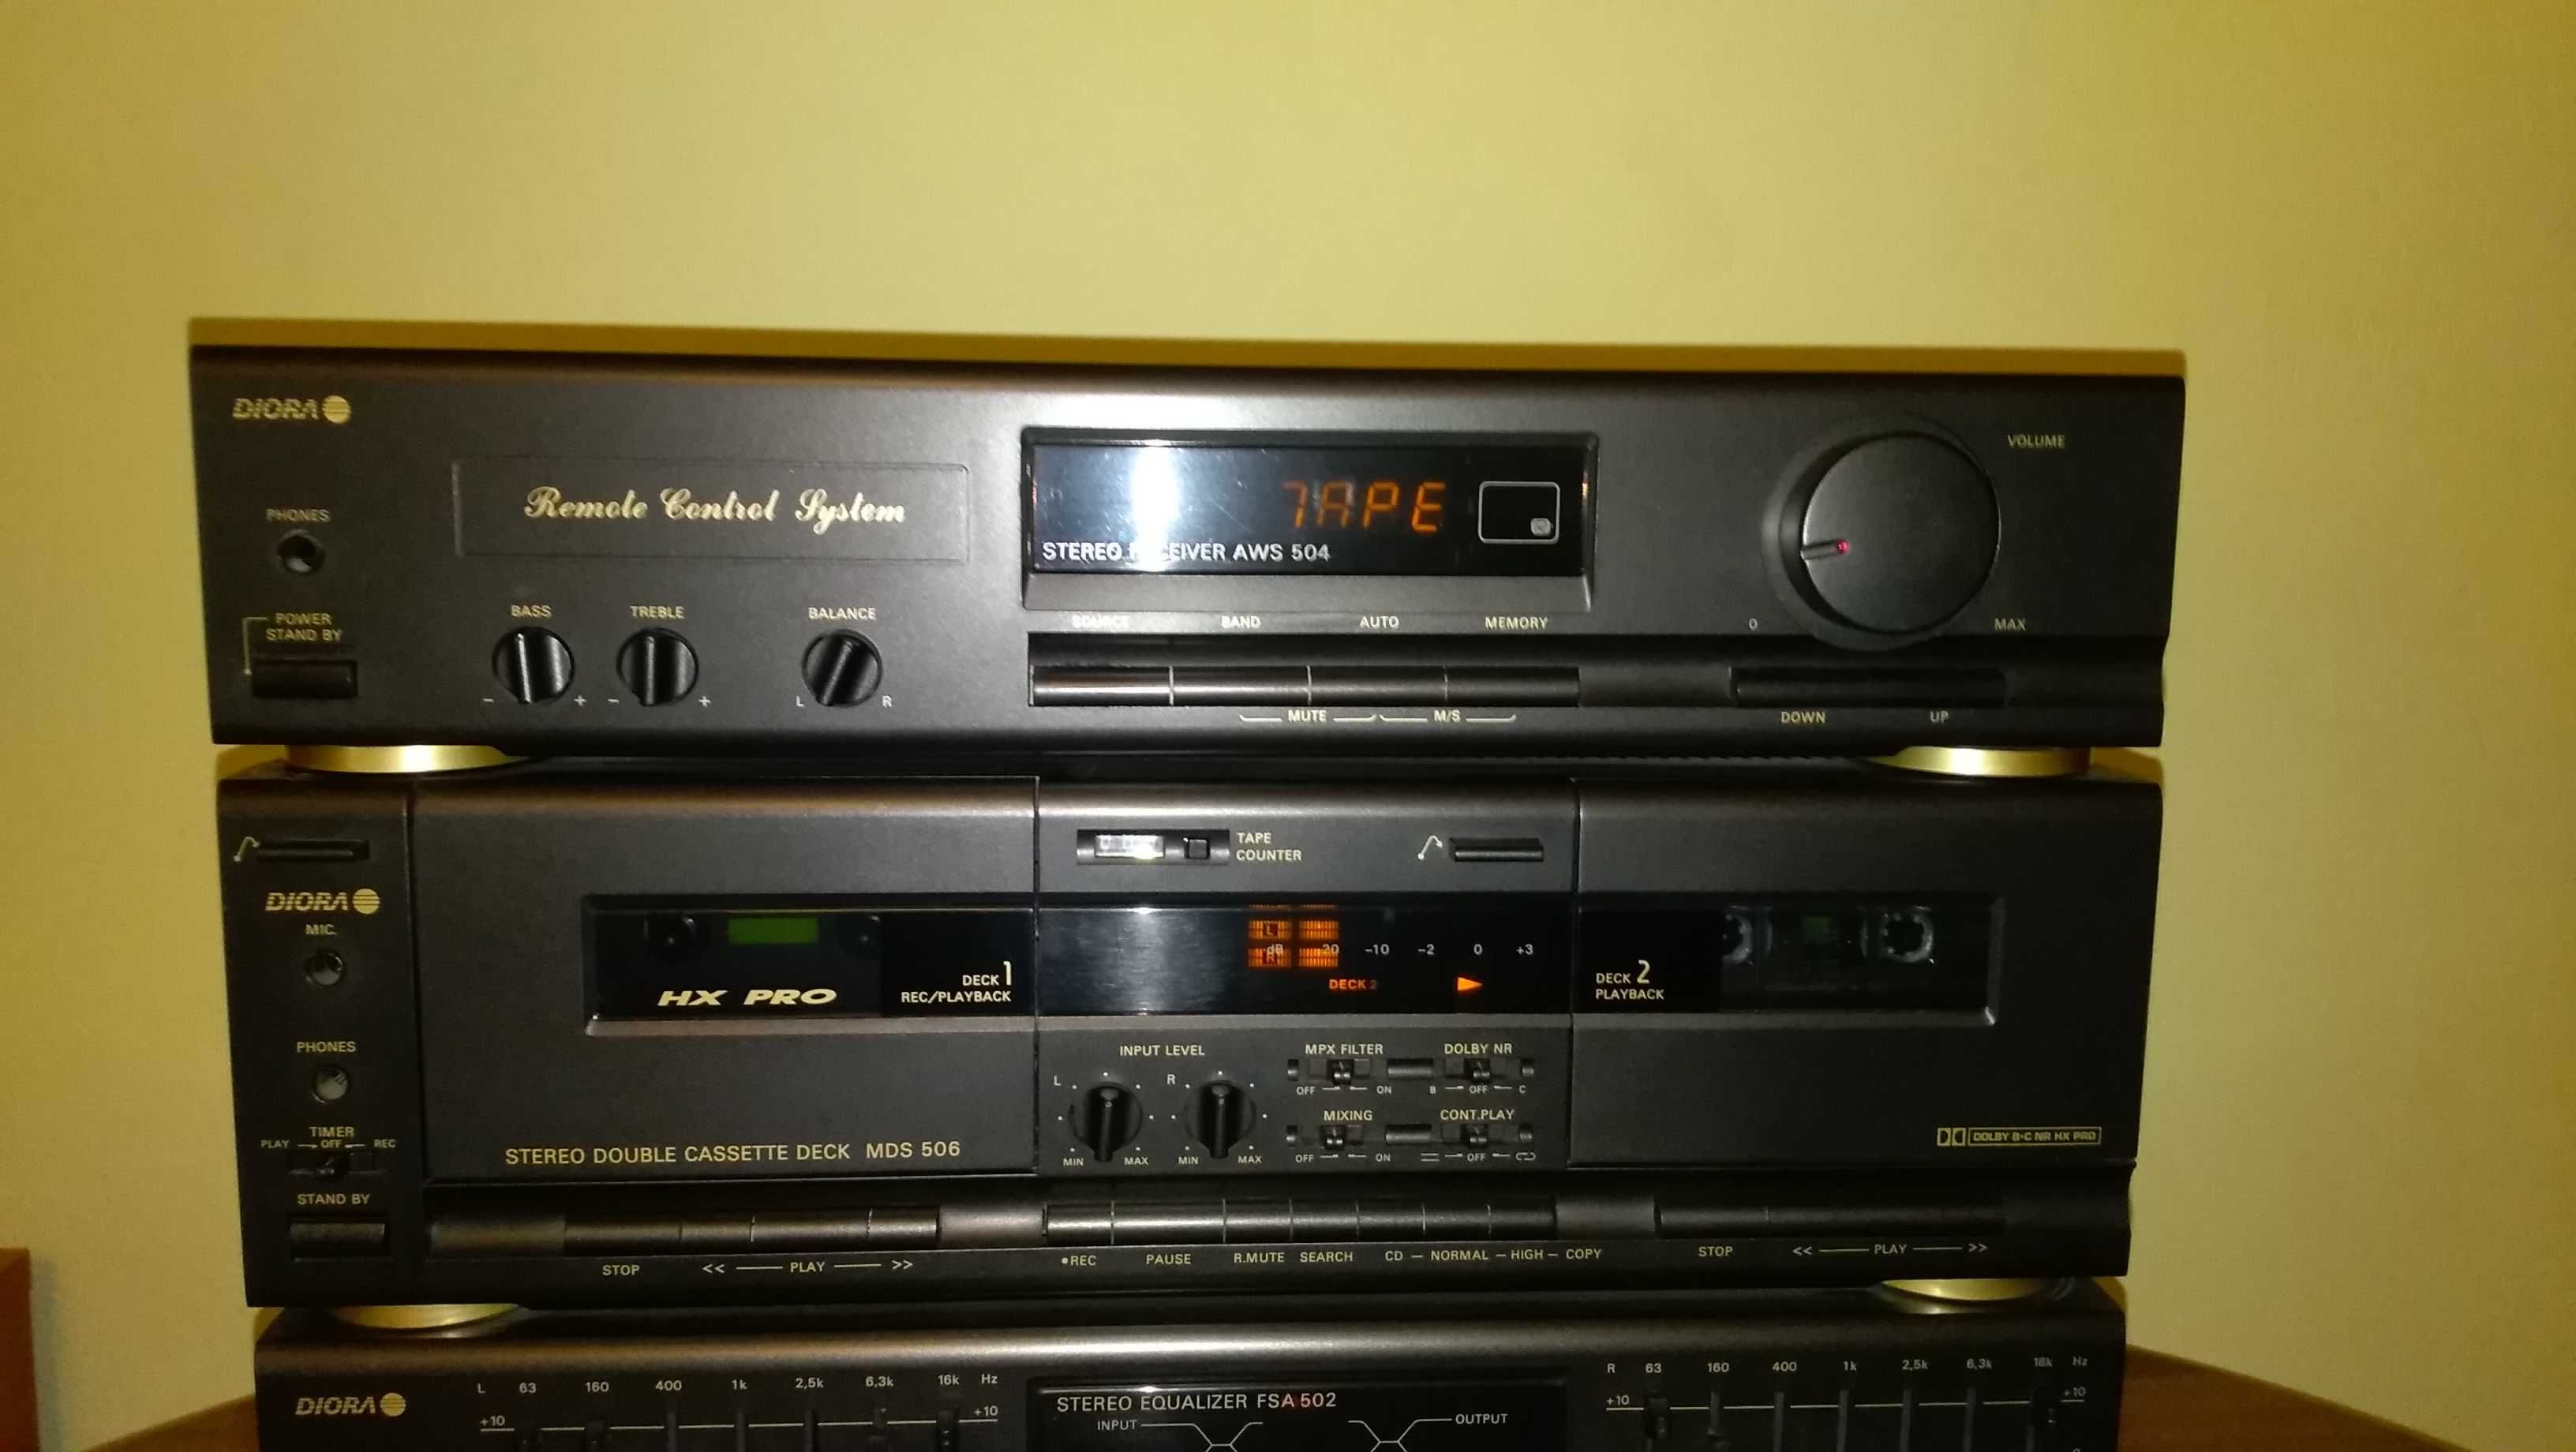 DIORA
VOLUME
PHONES
Remote Control System
TAPE
STEREO RECEIVER AWS 504
POWER
STAND BY
BASS TREBLE BALANCE
SOURCE BAND AUTO MEMORY
0 MAX
- + - + L R
MUTE M/S
DOWN UP
TAPE
COUNTER
DIORA
MIC.
L
dB 20 -10 -2 0 +3
R
DECK 2
HX PRO
DECK 1
REC/PLAYBACK
DECK 2
PLAYBACK
PHONES
INPUT LEVEL
L R
MIN MAX MIN MAX
MPX FILTER DOLBY NR
OFF ON B OFF C
MIXING CONT.PLAY
OFF ON OFF
TIMER
PLAY OFF REC
STEREO DOUBLE CASSETTE DECK MDS 506
DOLBY B·C NR HX PRO
STAND BY
STOP << PLAY >>
•REC PAUSE R.MUTE SEARCH CD — NORMAL — HIGH — COPY
STOP << PLAY >>
DIORA
L 63 160 400 1k 2,5k 6,3k 16k Hz
+10 +10
STEREO EQUALIZER FSA 502
INPUT OUTPUT
R 63 160 400 1k 2,5k 6,3k 16k Hz
+10 +10